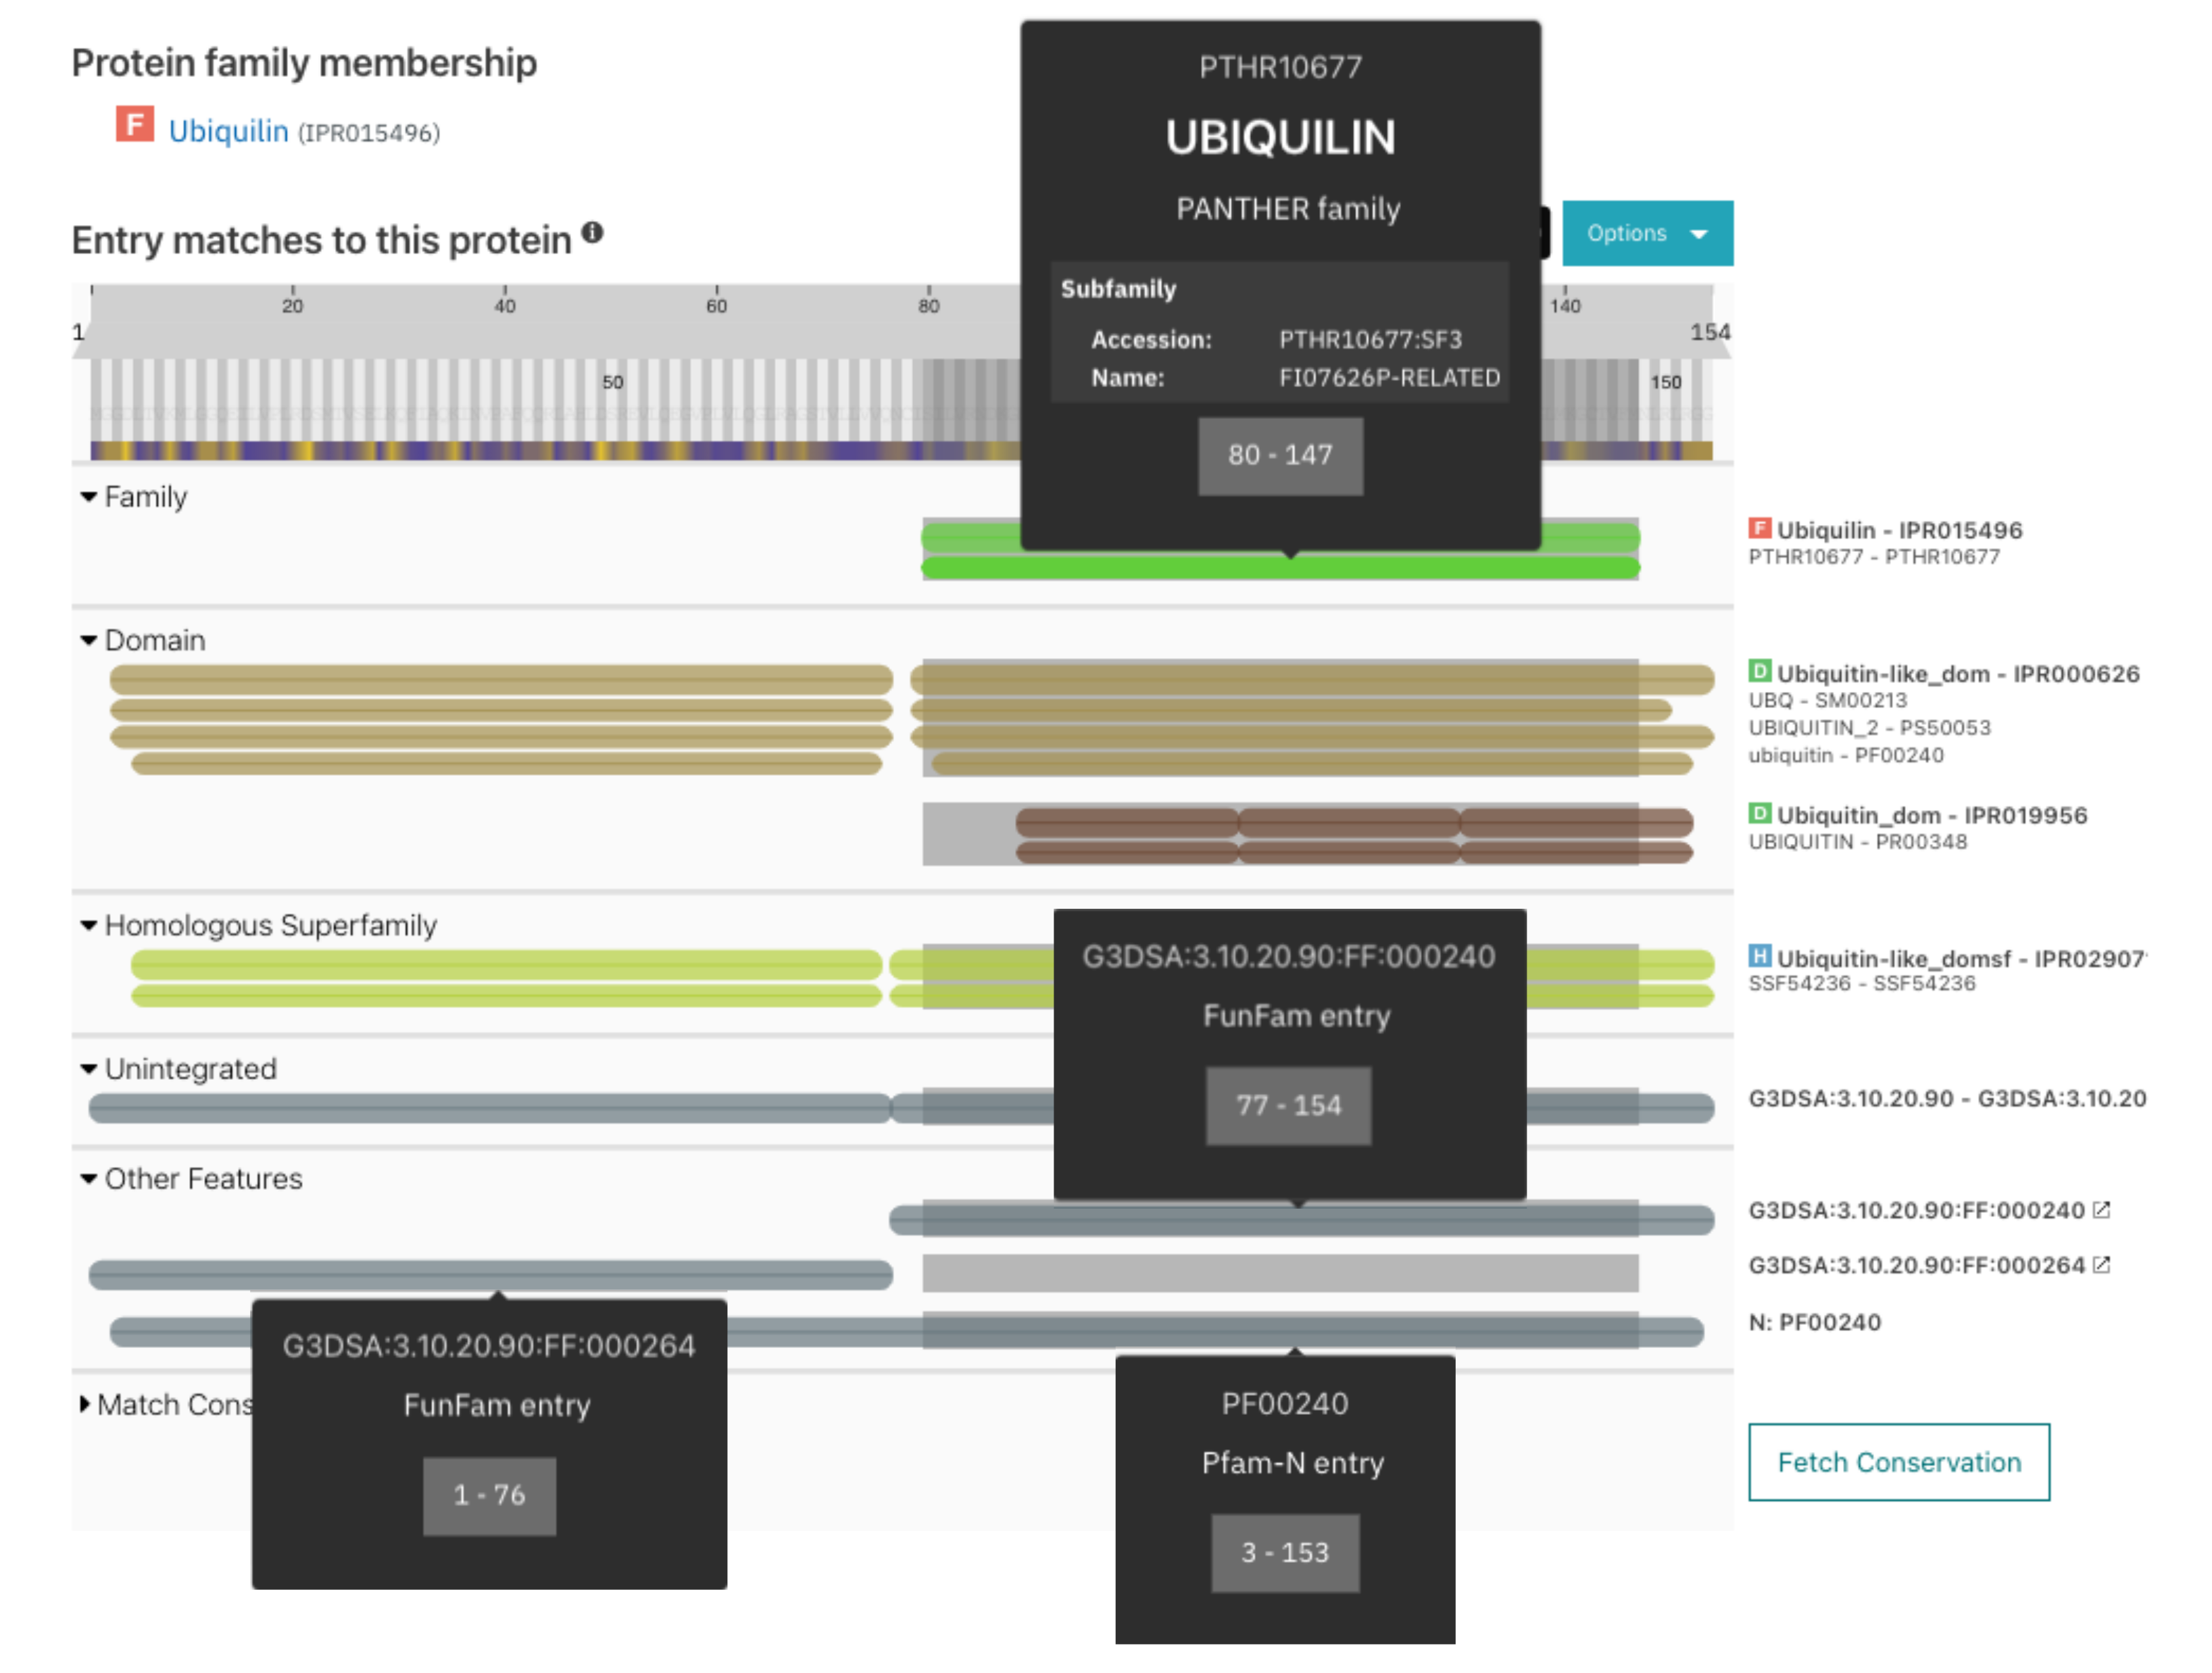 Protein family membership
F Ubiquilin (IPR015496)
PTHR10677
UBIQUILIN
PANTHER family
Subfamily
Accession: PTHR10677:SF3
Name: FI07626P-RELATED
80 - 147
Entry matches to this protein
Options
20 40 60 80 140
1 154
50 150
Family
F Ubiquilin - IPR015496
PTHR10677 - PTHR10677
Domain
D Ubiquitin-like_dom - IPR000626
UBQ - SM00213
UBIQUITIN_2 - PS50053
ubiquitin - PF00240
D Ubiquitin_dom - IPR019956
UBIQUITIN - PR00348
Homologous Superfamily
H Ubiquitin-like_domsf - IPR02907
SSF54236 - SSF54236
G3DSA:3.10.20.90:FF:000240
FunFam entry
77 - 154
Unintegrated
G3DSA:3.10.20.90 - G3DSA:3.10.20
Other Features
G3DSA:3.10.20.90:FF:000240
G3DSA:3.10.20.90:FF:000264
N: PF00240
G3DSA:3.10.20.90:FF:000264
FunFam entry
1 - 76
PF00240
Pfam-N entry
3 - 153
Match Cons
Fetch Conservation